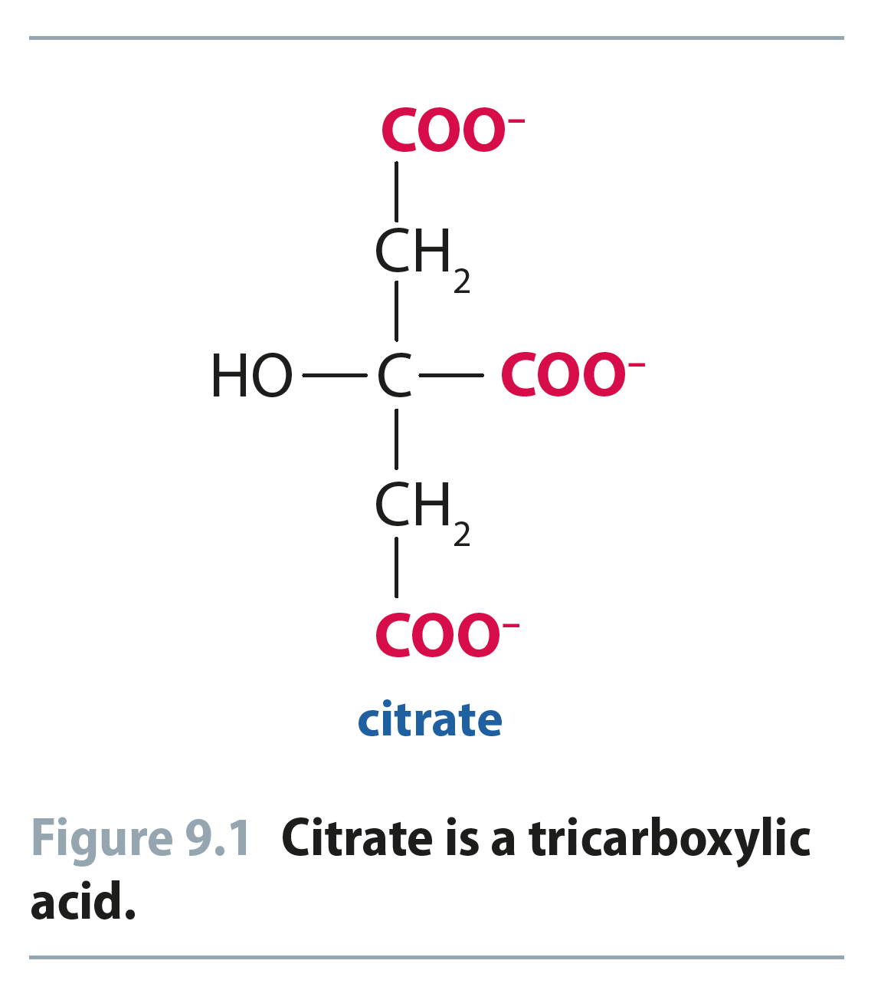 COO⁻
CH₂
HO—C—COO⁻
CH₂
COO⁻
citrate
Figure 9.1 Citrate is a tricarboxylic
acid.